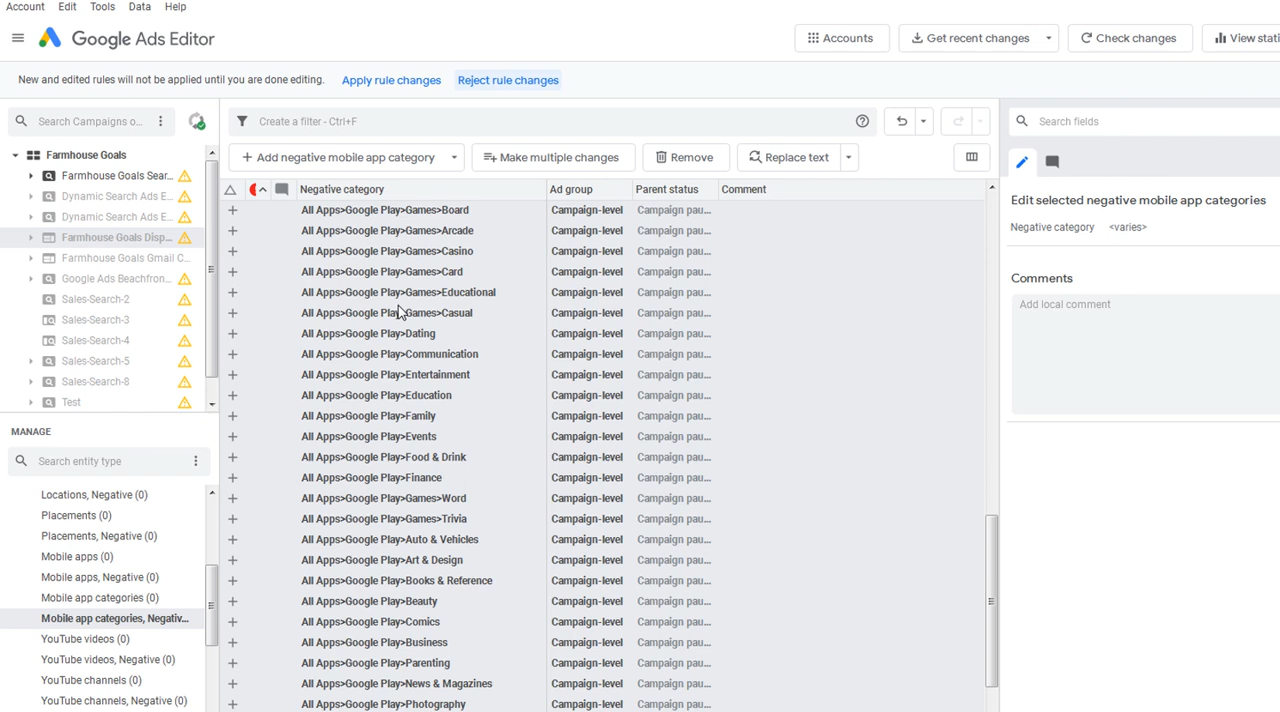 Account Edit Tools Data Help
Google Ads Editor
Accounts
Get recent changes
Check changes
View stati
New and edited rules will not be applied until you are done editing. Apply rule changes Reject rule changes
Search Campaigns o...
Create a filter - Ctrl+F
Search fields
Add negative mobile app category
Make multiple changes
Remove
Replace text
Negative category Ad group Parent status Comment
Farmhouse Goals
Farmhouse Goals Sear...
Dynamic Search Ads E...
Dynamic Search Ads E...
Farmhouse Goals Disp...
Farmhouse Goals Gmail C...
Google Ads Beachfron...
Sales-Search-2
Sales-Search-3
Sales-Search-4
Sales-Search-5
Sales-Search-8
Test
MANAGE
Search entity type
Locations, Negative (0)
Placements (0)
Placements, Negative (0)
Mobile apps (0)
Mobile apps, Negative (0)
Mobile app categories (0)
Mobile app categories, Negativ...
YouTube videos (0)
YouTube videos, Negative (0)
YouTube channels (0)
YouTube channels, Negative (0)
All Apps>Google Play>Games>Board Campaign-level Campaign pau...
All Apps>Google Play>Games>Arcade Campaign-level Campaign pau...
All Apps>Google Play>Games>Casino Campaign-level Campaign pau...
All Apps>Google Play>Games>Card Campaign-level Campaign pau...
All Apps>Google Play>Games>Educational Campaign-level Campaign pau...
All Apps>Google Play>Games>Casual Campaign-level Campaign pau...
All Apps>Google Play>Dating Campaign-level Campaign pau...
All Apps>Google Play>Communication Campaign-level Campaign pau...
All Apps>Google Play>Entertainment Campaign-level Campaign pau...
All Apps>Google Play>Education Campaign-level Campaign pau...
All Apps>Google Play>Family Campaign-level Campaign pau...
All Apps>Google Play>Events Campaign-level Campaign pau...
All Apps>Google Play>Food & Drink Campaign-level Campaign pau...
All Apps>Google Play>Finance Campaign-level Campaign pau...
All Apps>Google Play>Games>Word Campaign-level Campaign pau...
All Apps>Google Play>Games>Trivia Campaign-level Campaign pau...
All Apps>Google Play>Auto & Vehicles Campaign-level Campaign pau...
All Apps>Google Play>Art & Design Campaign-level Campaign pau...
All Apps>Google Play>Books & Reference Campaign-level Campaign pau...
All Apps>Google Play>Beauty Campaign-level Campaign pau...
All Apps>Google Play>Comics Campaign-level Campaign pau...
All Apps>Google Play>Business Campaign-level Campaign pau...
All Apps>Google Play>Parenting Campaign-level Campaign pau...
All Apps>Google Play>News & Magazines Campaign-level Campaign pau...
All Apps>Google Play>Photography Campaign-level Campaign pau...
Edit selected negative mobile app categories
Negative category <varies>
Comments
Add local comment